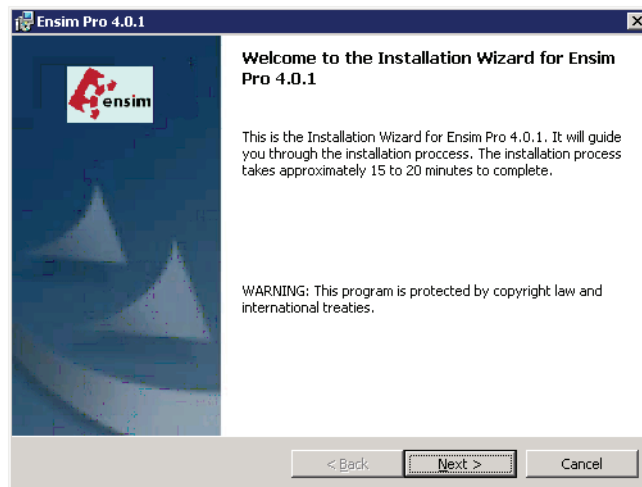 Ensim Pro 4.0.1
ensim
Welcome to the Installation Wizard for Ensim
Pro 4.0.1
This is the Installation Wizard for Ensim Pro 4.0.1. It will guide
you through the installation proccess. The installation process
takes approximately 15 to 20 minutes to complete.
WARNING: This program is protected by copyright law and
international treaties.
< Back
Next >
Cancel